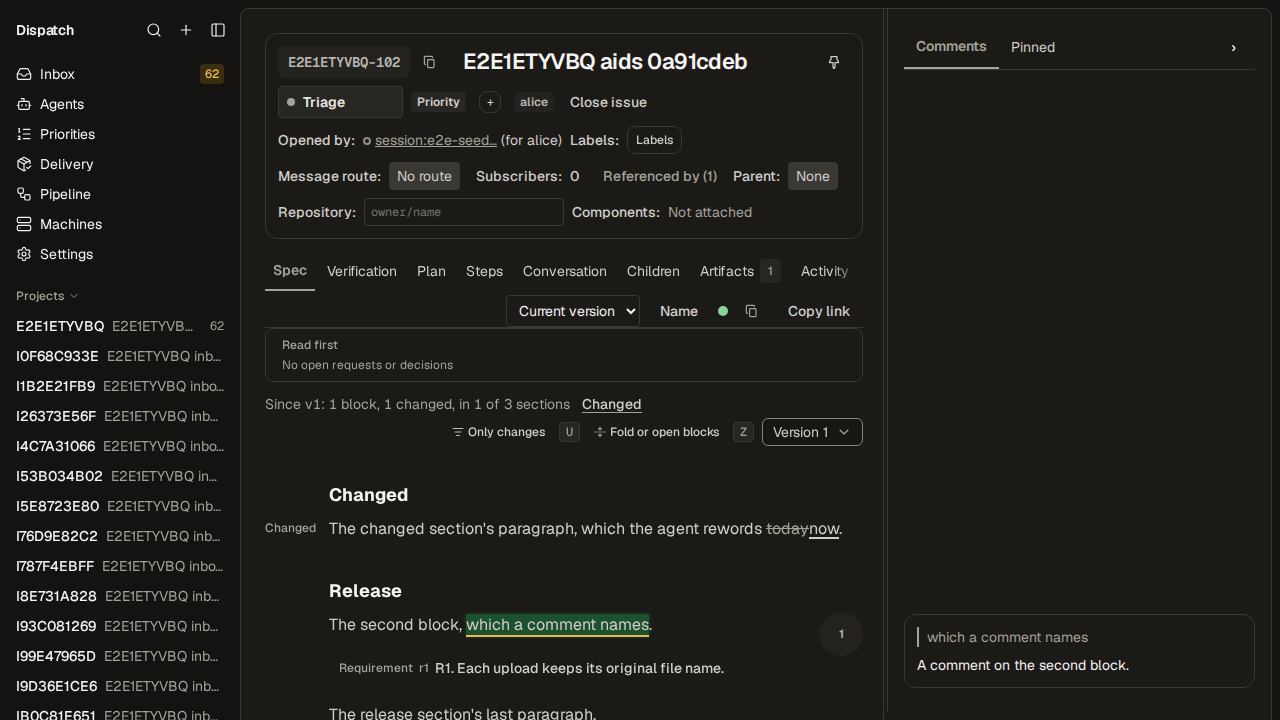 Dispatch
Inbox 62
Agents
Priorities
Delivery
Pipeline
Machines
Settings
Projects
E2E1ETYVBQ E2E1ETYVB... 62
I0F68C933E E2E1ETYVBQ inb...
I1B2E21FB9 E2E1ETYVBQ inbo...
I26373E56F E2E1ETYVBQ inb...
I4C7A31066 E2E1ETYVBQ inb...
I53B034B02 E2E1ETYVBQ in...
I5E8723E80 E2E1ETYVBQ inb...
I76D9E82C2 E2E1ETYVBQ inb...
I787F4EBFF E2E1ETYVBQ inbo...
I8E731A828 E2E1ETYVBQ inb...
I93C081269 E2E1ETYVBQ inb...
I99E47965D E2E1ETYVBQ inb...
I9D36E1CE6 E2E1ETYVBQ inb...
IB0C81E651 E2E1ETYVBQ inb...
E2E1ETYVBQ-102 E2E1ETYVBQ aids 0a91cdeb
Triage Priority + alice Close issue
Opened by: session:e2e-seed... (for alice) Labels: Labels
Message route: No route Subscribers: 0 Referenced by (1) Parent: None
Repository: owner/name Components: Not attached
Spec Verification Plan Steps Conversation Children Artifacts 1 Activity
Current version Name Copy link
Read first
No open requests or decisions
Since v1: 1 block, 1 changed, in 1 of 3 sections Changed
Only changes U Fold or open blocks Z Version 1
Changed
Changed The changed section's paragraph, which the agent rewords todaynow.
Release
The second block, which a comment names. 1
Requirement r1 R1. Each upload keeps its original file name.
The release section's last paragraph.
Comments Pinned
which a comment names
A comment on the second block.